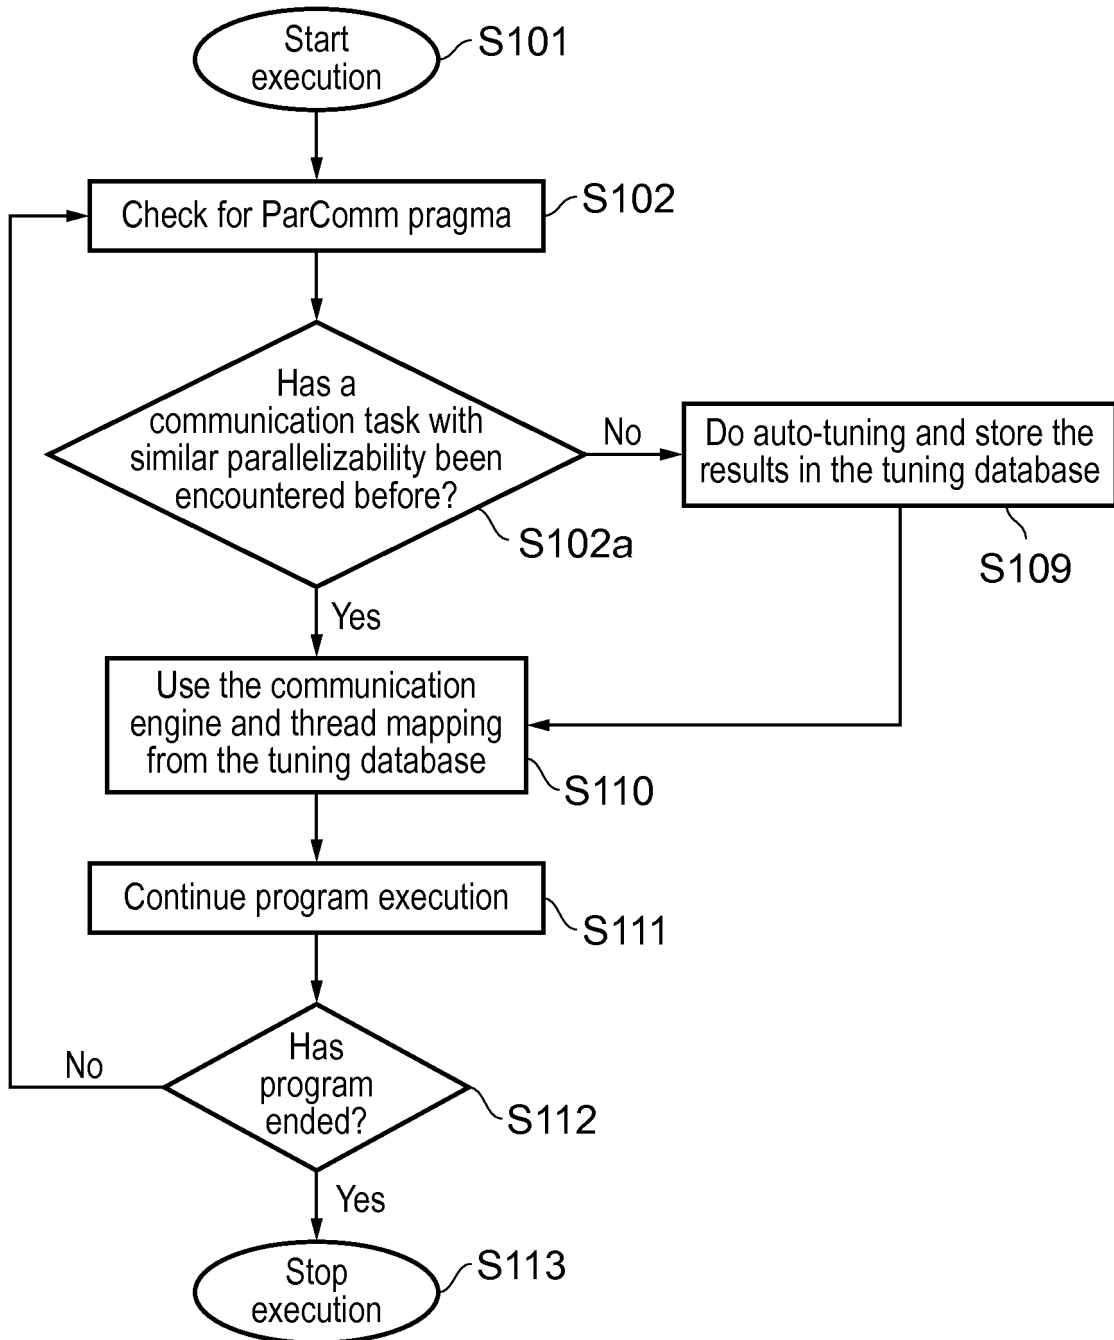 Start
execution
S101
Check for ParComm pragma
S102
Has a
communication task with
similar parallelizability been
encountered before?
S102a
No
Do auto-tuning and store the
results in the tuning database
S109
Yes
Use the communication
engine and thread mapping
from the tuning database
S110
Continue program execution
S111
Has
program
ended?
S112
No
Yes
Stop
execution
S113